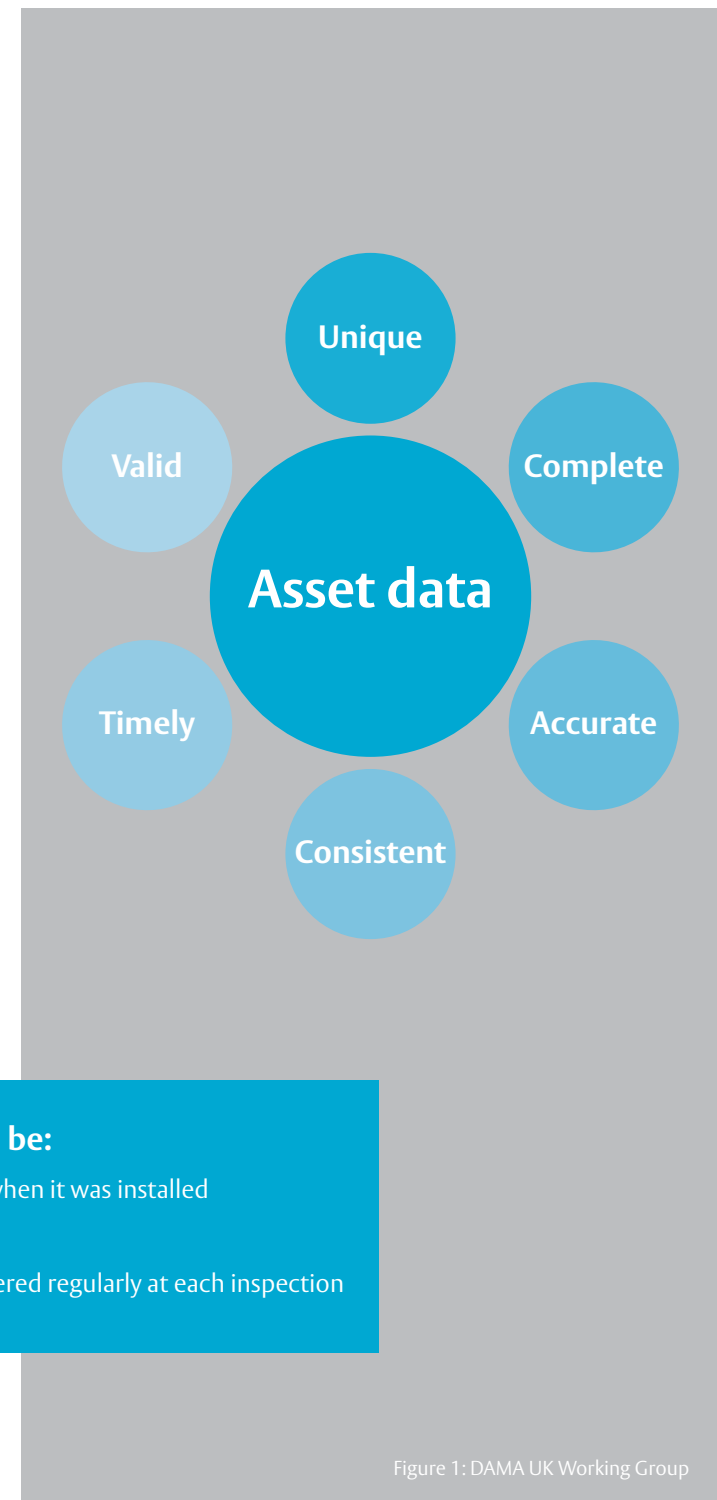 Unique
Valid
Complete
Asset data
Timely
Accurate
Consistent
be:
when it was installed
ered regularly at each inspection
Figure 1: DAMA UK Working Group